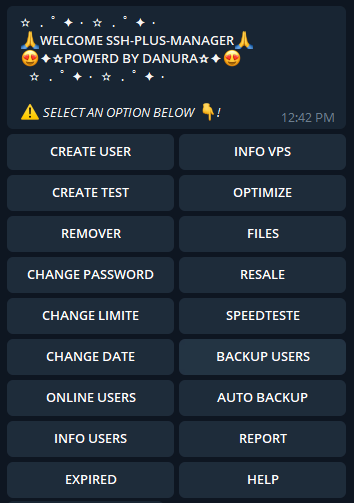 ☆ . ˚ ✦ · ☆ . ˚ ✦ ·
🙏WELCOME SSH-PLUS-MANAGER🙏
😍✦☆POWERD BY DANURA☆✦😍
☆ . ˚ ✦ · ☆ . ˚ ✦ ·
⚠️ SELECT AN OPTION BELOW 👇!
12:42 PM
CREATE USER
INFO VPS
CREATE TEST
OPTIMIZE
REMOVER
FILES
CHANGE PASSWORD
RESALE
CHANGE LIMITE
SPEEDTESTE
CHANGE DATE
BACKUP USERS
ONLINE USERS
AUTO BACKUP
INFO USERS
REPORT
EXPIRED
HELP